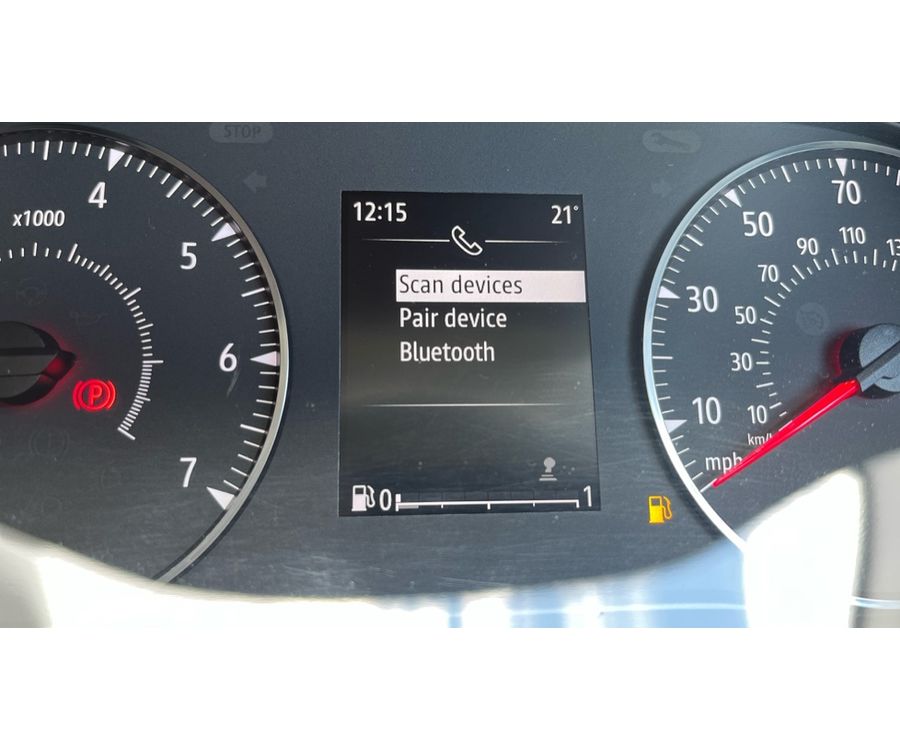 STOP
4
x1000
5
6
7
P
12:15 21°
Scan devices
Pair device
Bluetooth
0 1
70
50
30
10
mph
110
90
70
50
30
10
km/